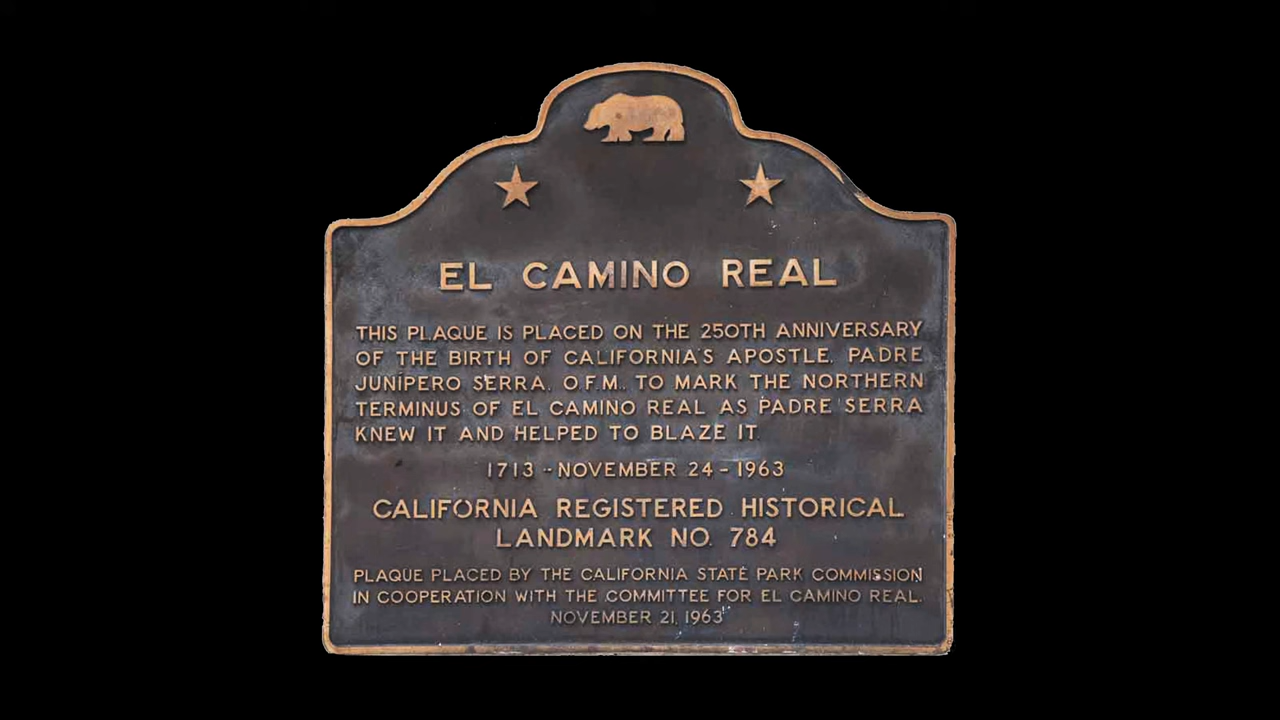 EL CAMINO REAL
THIS PLAQUE IS PLACED ON THE 250TH ANNIVERSARY
OF THE BIRTH OF CALIFORNIA'S APOSTLE, PADRE
JUNÍPERO SERRA, O.F.M., TO MARK THE NORTHERN
TERMINUS OF EL CAMINO REAL AS PADRE SERRA
KNEW IT AND HELPED TO BLAZE IT.
1713 - NOVEMBER 24 - 1963
CALIFORNIA REGISTERED HISTORICAL
LANDMARK NO. 784
PLAQUE PLACED BY THE CALIFORNIA STATE PARK COMMISSION
IN COOPERATION WITH THE COMMITTEE FOR EL CAMINO REAL.
NOVEMBER 21, 1963